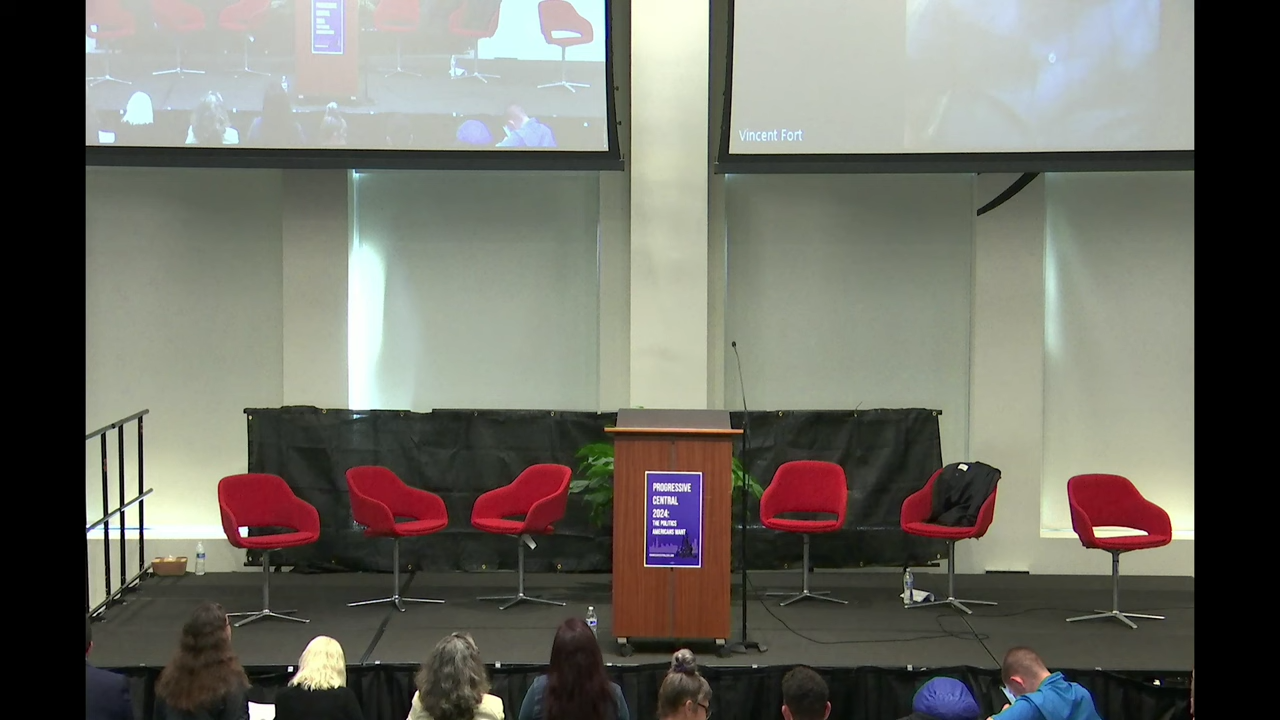 Vincent Fort
PROGRESSIVE
CENTRAL
2024:
THE POLITICS
AMERICANS WANT